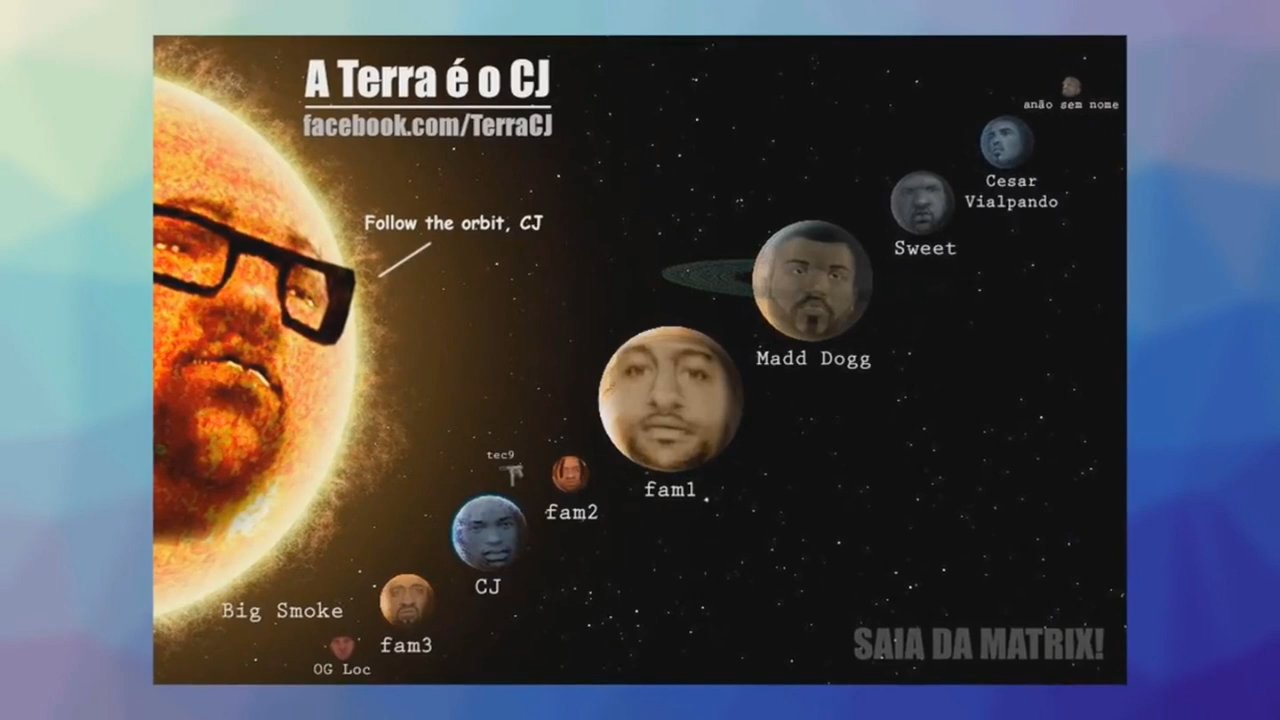 A Terra é o CJ
facebook.com/TerraCJ
Follow the orbit, CJ
anão sem nome
Cesar
Vialpando
Sweet
Madd Dogg
fam1
tec9
fam2
CJ
Big Smoke
fam3
OG Loc
SAIA DA MATRIX!